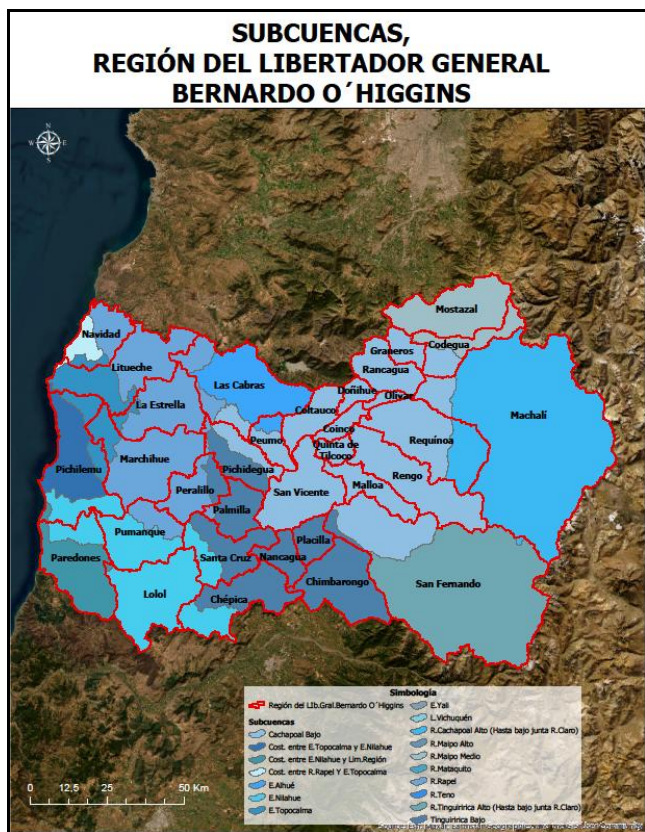 SUBCUENCAS,
REGIÓN DEL LIBERTADOR GENERAL
BERNARDO O´HIGGINS
N
W E
S
Mostazal
Navidad
Codegua
Graneros
Litueche
Rancagua
Las Cabras
Doñihue
Olivar
La Estrella
Coltauco
Machalí
Coinco
Peumo
Requínoa
Quinta de
Tilcoco
Pichilemu
Marchihue
Pichidegua
Rengo
Peralillo
San Vicente
Malloa
Palmilla
Pumanque
Placilla
Paredones
Santa Cruz
Nancagua
Chimbarongo
San Fernando
Lolol
Chépica
Simbología
Región del Lib.Gral.Bernardo O´Higgins
Subcuencas
Cachapoal Bajo
Cost. entre E.Topocalma y E.Nilahue
Cost. entre E.Nilahue y Lim.Región
Cost. entre R.Rapel Y E.Topocalma
E.Alhué
E.Nilahue
E.Topocalma
E.Yali
L.Vichuquén
R.Cachapoal Alto (Hasta bajo junta R.Claro)
R.Maipo Alto
R.Maipo Medio
R.Mataquito
R.Rapel
R.Teno
R.Tinguiririca Alto (Hasta bajo junta R.Claro)
Tinguiririca Bajo
0 12,5 25 50 Km